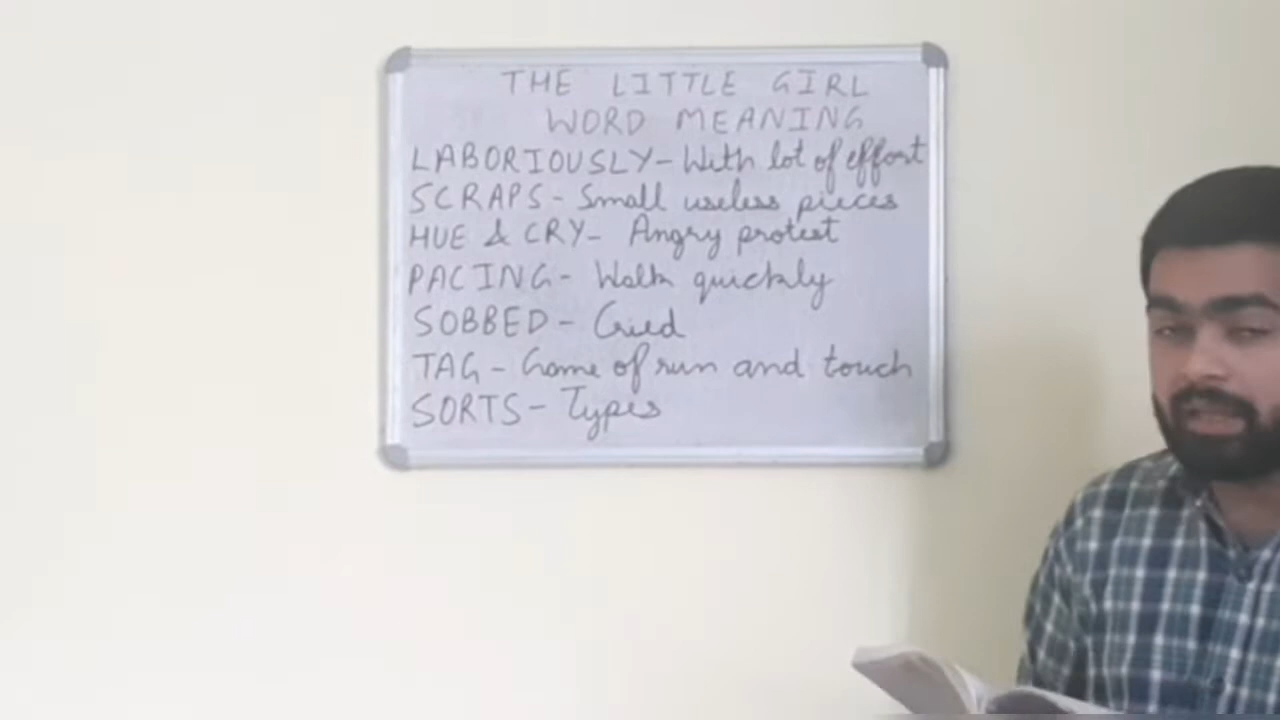 THE LITTLE GIRL
WORD MEANING
LABORIOUSLY - With lot of effort
SCRAPS - Small useless pieces
HUE & CRY - Angry protest
PACING - Walk quickly
SOBBED - Cried
TAG - Game of run and touch
SORTS - Types